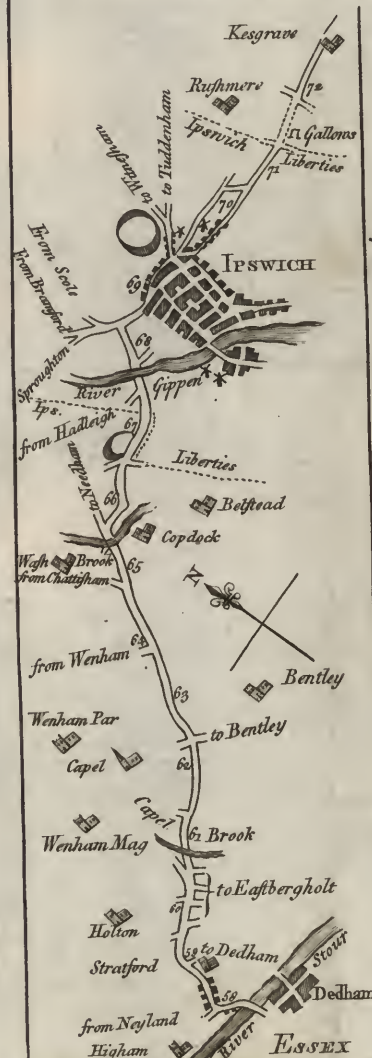 Kesgrave
Rushmere
72
Ipswich
Gallows
Liberties
71
to Witnesham
to Tuddenham
70
IPSWICH
From Scole
From Bramford
69
Sproughton
68
River Gippen
Ips.
67
from Hadleigh
Liberties
to Needham
66
Belstead
Copdock
Wash Brook
65
from Chattisham
N
64
from Wenham
63
Bentley
Wenham Par
to Bentley
Capel
62
Capel
61 Brook
Wenham Mag
to Eastbergholt
60
Holton
59
to Dedham
Stratford
58
River Stour
Dedham
from Neyland
Higham
ESSEX